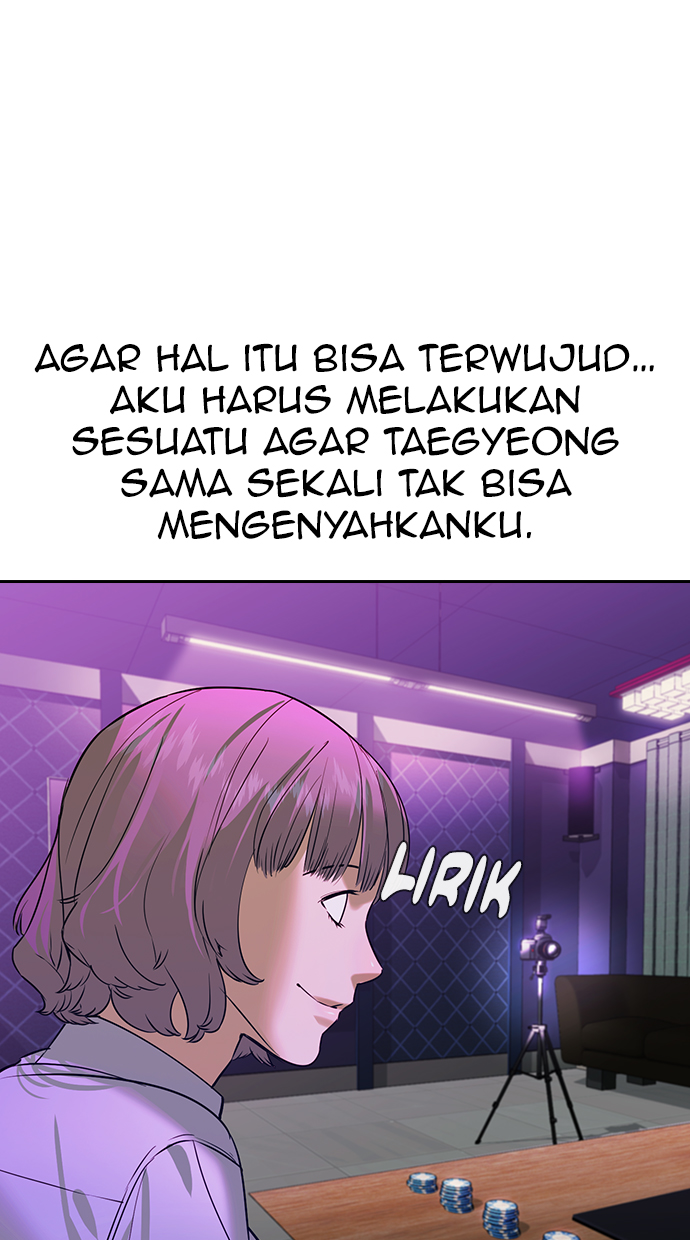 AGAR HAL ITU BISA TERWUJUD...
AKU HARUS MELAKUKAN
SESUATU AGAR TAEGYEONG
SAMA SEKALI TAK BISA
MENGENYAHKANKU.
LIRIK